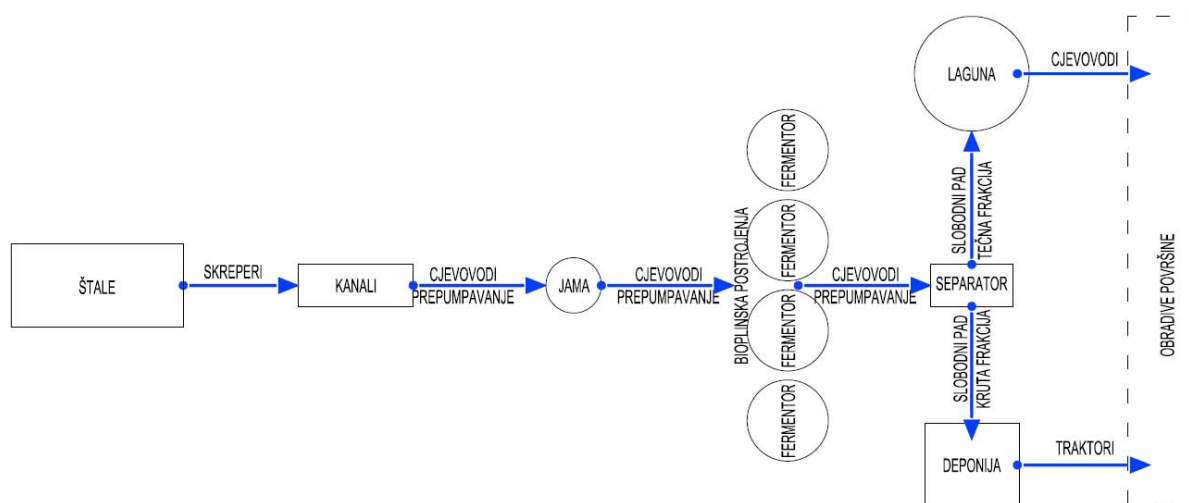 ŠTALE
SKREPERI
KANALI
CJEVOVODI
PREPUMPAVANJE
JAMA
CJEVOVODI
PREPUMPAVANJE
BIOPLINSKA POSTROJENJA
FERMENTOR
FERMENTOR
FERMENTOR
FERMENTOR
CJEVOVODI
PREPUMPAVANJE
SEPARATOR
SLOBODNI PAD
TEČNA FRAKCIJA
LAGUNA
CJEVOVODI
SLOBODNI PAD
KRUTA FRAKCIJA
DEPONIJA
TRAKTORI
OBRADIVE POVRŠINE